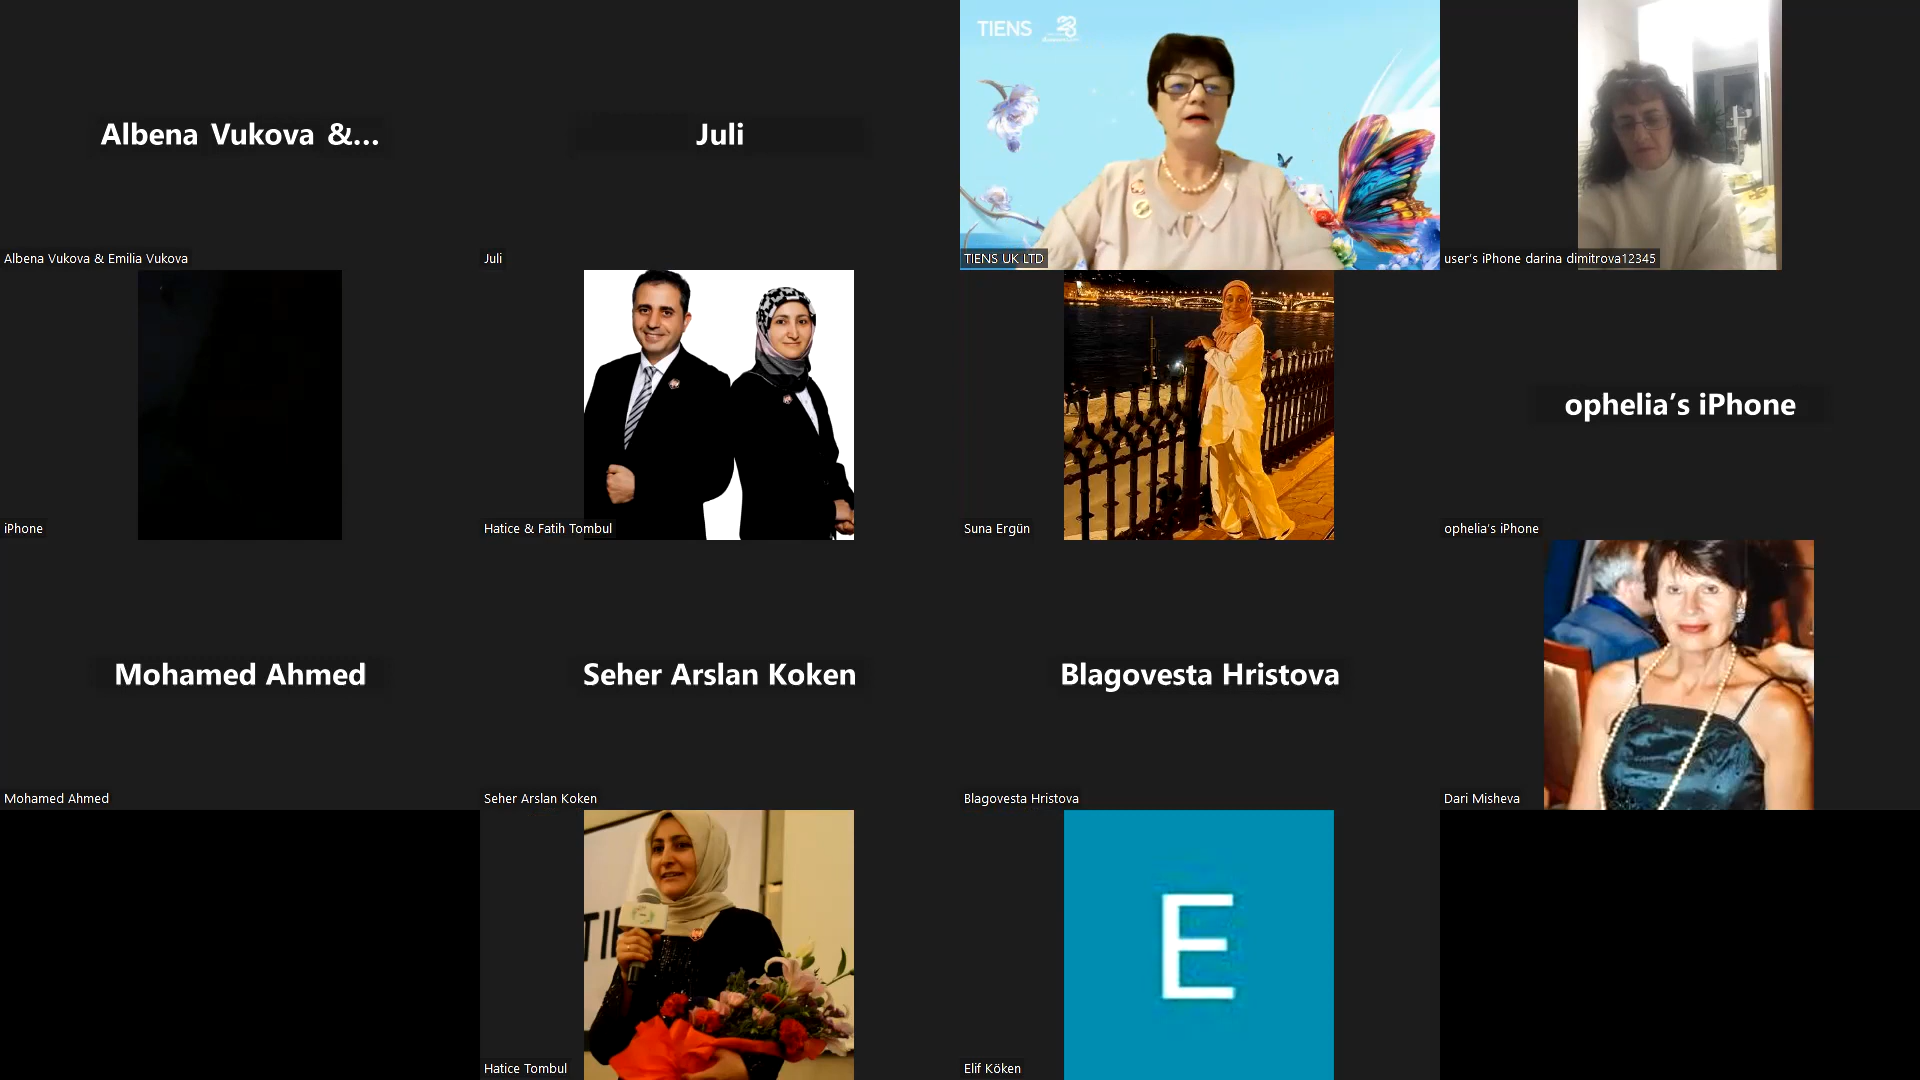 Albena Vukova &...
Albena Vukova & Emilia Vukova
Juli
Juli
TIENS
TIENS UK LTD
user's iPhone darina dimitrova12345
iPhone
Hatice & Fatih Tombul
Suna Ergün
ophelia’s iPhone
ophelia's iPhone
Mohamed Ahmed
Mohamed Ahmed
Seher Arslan Koken
Seher Arslan Koken
Blagovesta Hristova
Blagovesta Hristova
Dari Misheva
Hatice Tombul
E
Elif Köken